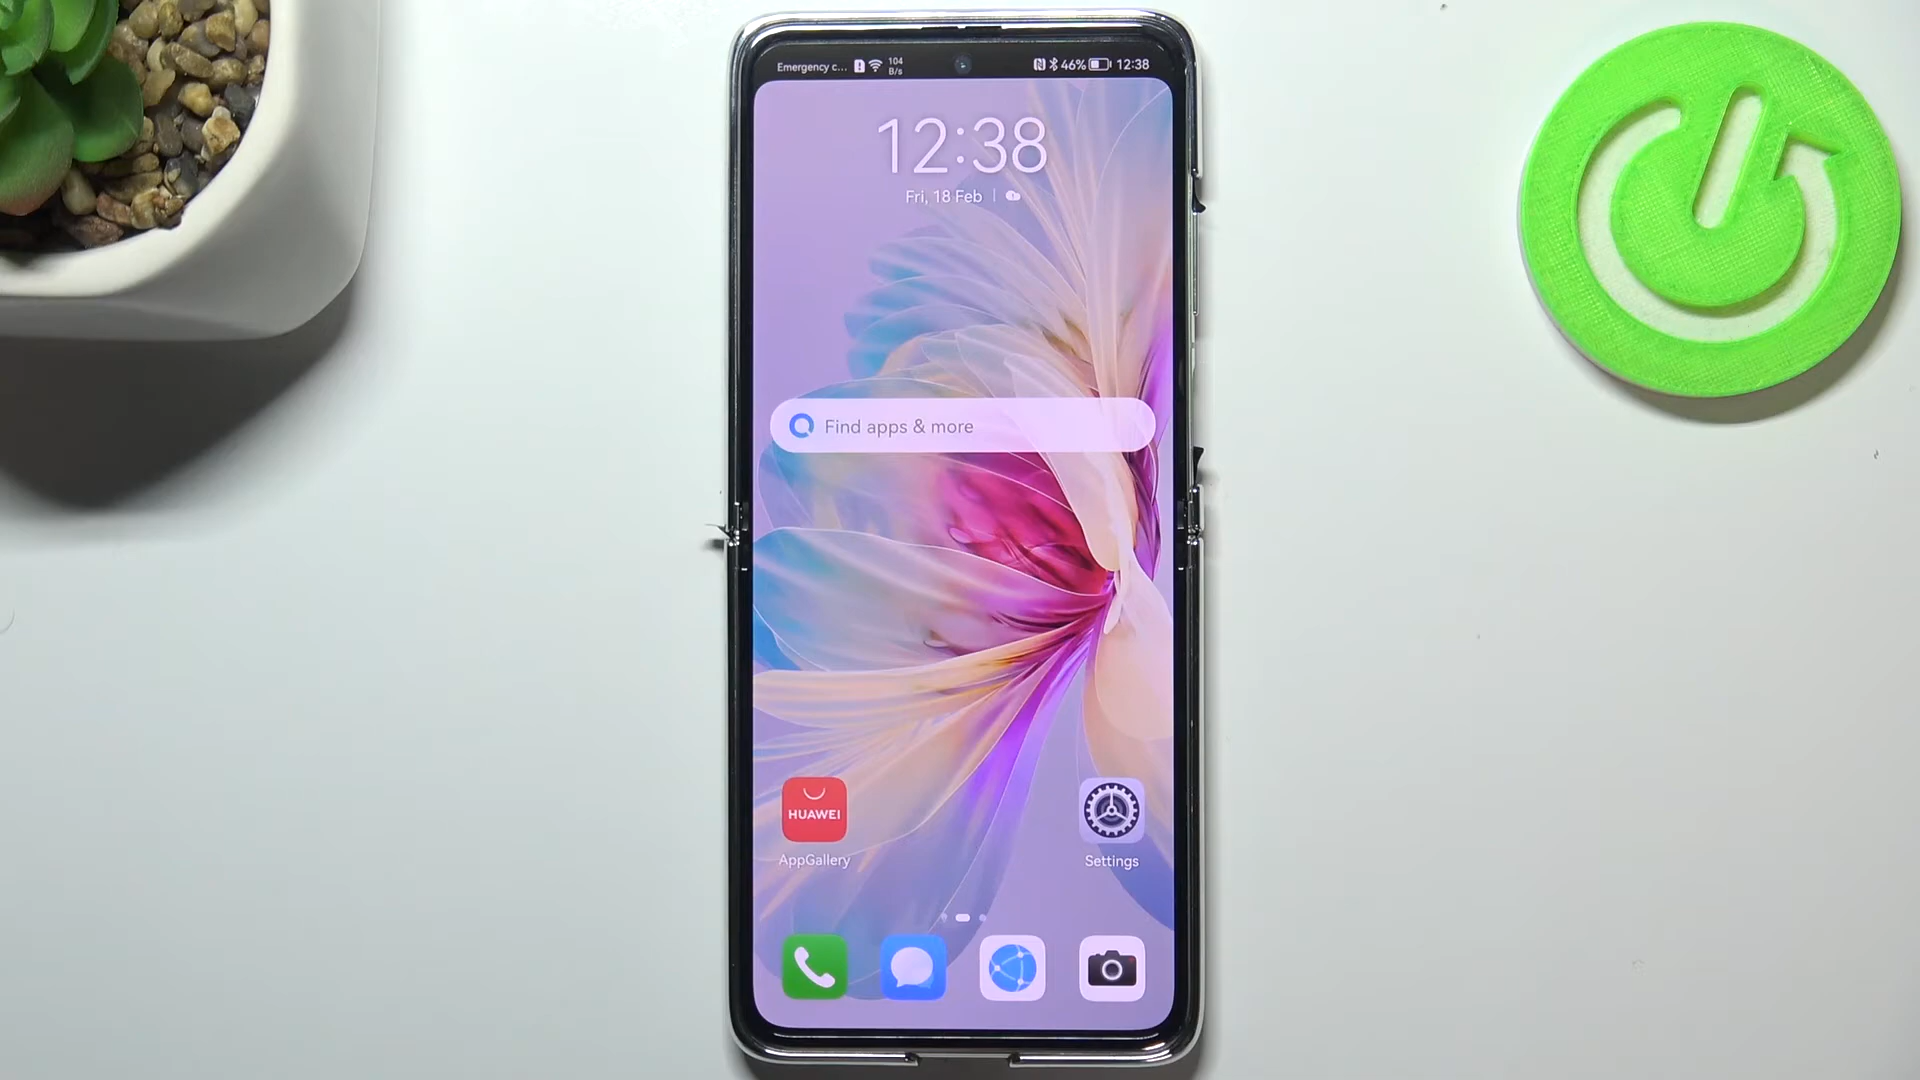 Emergency c... 104 B/s 46% 12:38
12:38
Fri, 18 Feb
Find apps & more
HUAWEI
AppGallery
Settings